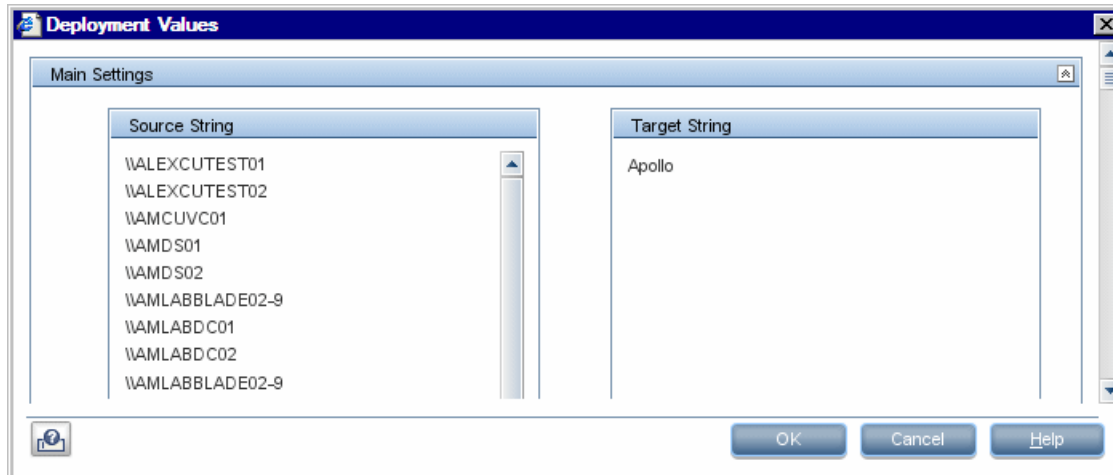 Deployment Values
Main Settings
Source String
Target String
\\ALEXCUTEST01
Apollo
\\ALEXCUTEST02
\\AMCUVC01
\\AMDS01
\\AMDS02
\\AMLABBLADE02-9
\\AMLABDC01
\\AMLABDC02
\\AMLABBLADE02-9
OK
Cancel
Help